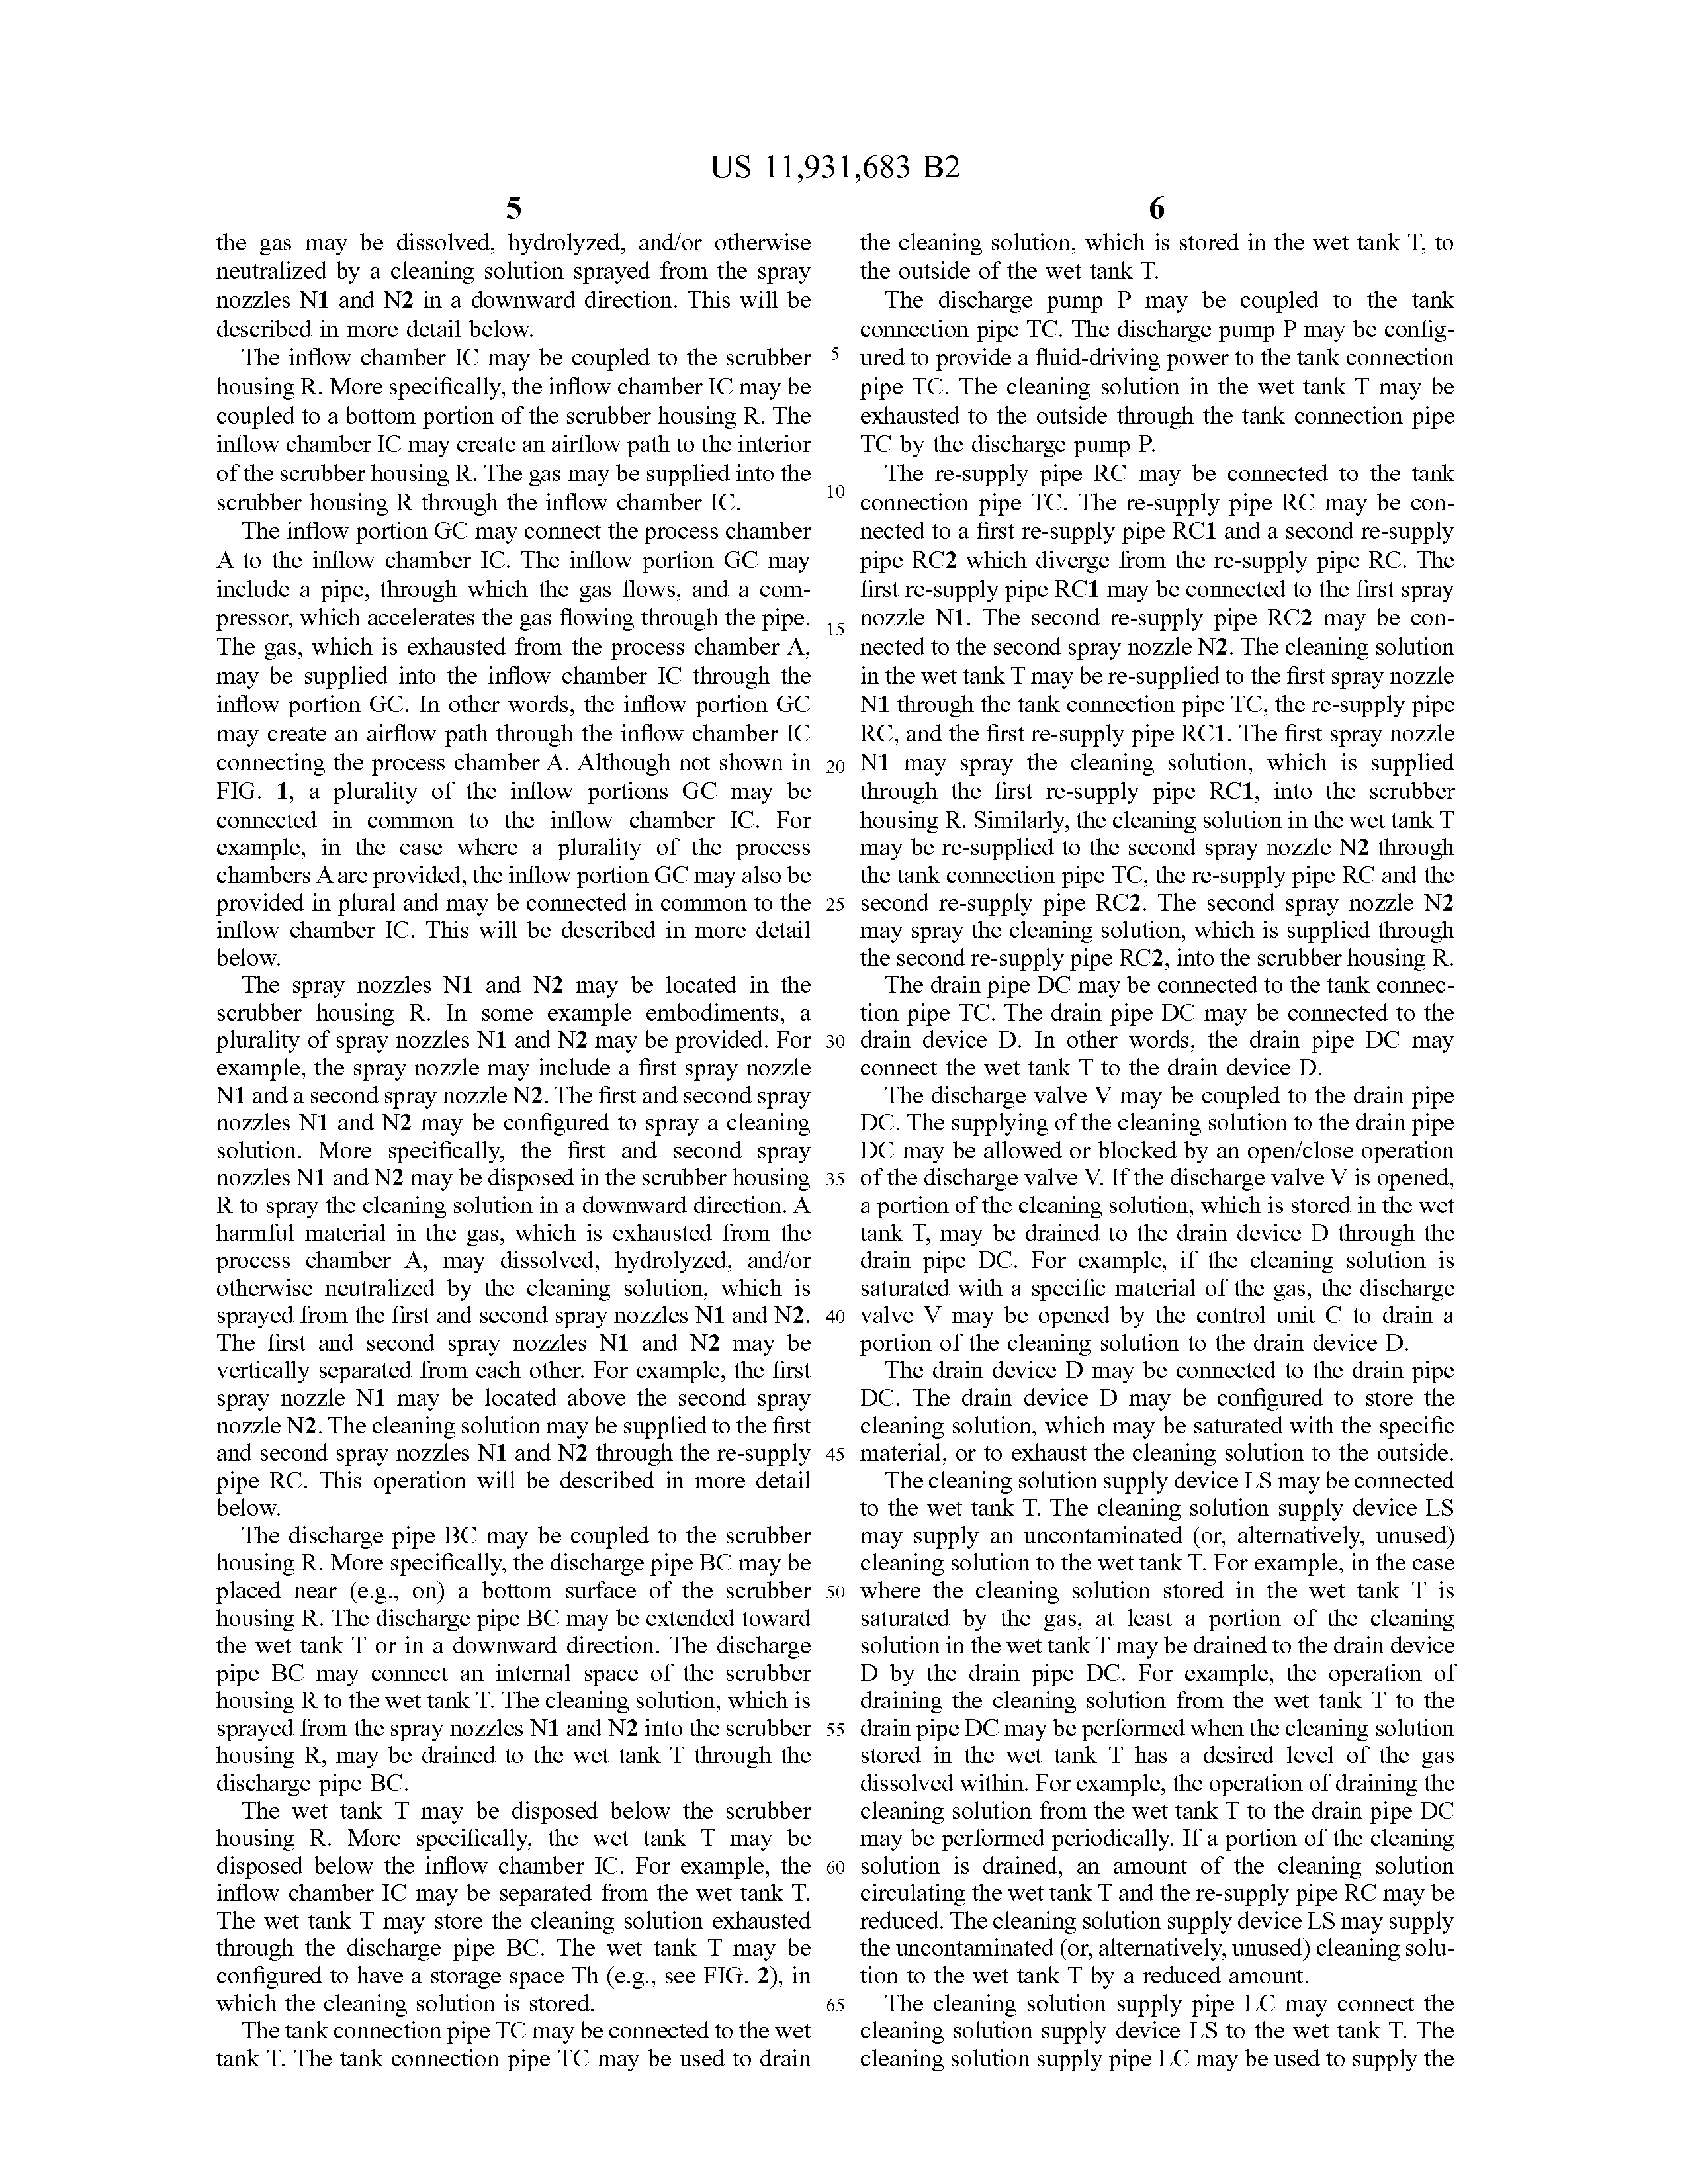 US 11,931,683 B2
5
the gas may be dissolved, hydrolyzed, and/or otherwise
neutralized by a cleaning solution sprayed from the spray
nozzles N1 and N2 in a downward direction. This will be
described in more detail below.
The inflow chamber IC may be coupled to the scrubber
housing R. More specifically, the inflow chamber IC may be
coupled to a bottom portion of the scrubber housing R. The
inflow chamber IC may create an airflow path to the interior
of the scrubber housing R. The gas may be supplied into the
scrubber housing R through the inflow chamber IC.
The inflow portion GC may connect the process chamber
A to the inflow chamber IC. The inflow portion GC may
include a pipe, through which the gas flows, and a com-
pressor, which accelerates the gas flowing through the pipe.
The gas, which is exhausted from the process chamber A,
may be supplied into the inflow chamber IC through the
inflow portion GC. In other words, the inflow portion GC
may create an airflow path through the inflow chamber IC
connecting the process chamber A. Although not shown in
FIG. 1, a plurality of the inflow portions GC may be
connected in common to the inflow chamber IC. For
example, in the case where a plurality of the process
chambers A are provided, the inflow portion GC may also be
provided in plural and may be connected in common to the
inflow chamber IC. This will be described in more detail
below.
The spray nozzles N1 and N2 may be located in the
scrubber housing R. In some example embodiments, a
plurality of spray nozzles N1 and N2 may be provided. For
example, the spray nozzle may include a first spray nozzle
N1 and a second spray nozzle N2. The first and second spray
nozzles N1 and N2 may be configured to spray a cleaning
solution. More specifically, the first and second spray
nozzles N1 and N2 may be disposed in the scrubber housing
R to spray the cleaning solution in a downward direction. A
harmful material in the gas, which is exhausted from the
process chamber A, may dissolved, hydrolyzed, and/or
otherwise neutralized by the cleaning solution, which is
sprayed from the first and second spray nozzles N1 and N2.
The first and second spray nozzles N1 and N2 may be
vertically separated from each other. For example, the first
spray nozzle N1 may be located above the second spray
nozzle N2. The cleaning solution may be supplied to the first
and second spray nozzles N1 and N2 through the re-supply
pipe RC. This operation will be described in more detail
below.
The discharge pipe BC may be coupled to the scrubber
housing R. More specifically, the discharge pipe BC may be
placed near (e.g., on) a bottom surface of the scrubber
housing R. The discharge pipe BC may be extended toward
the wet tank T or in a downward direction. The discharge
pipe BC may connect an internal space of the scrubber
housing R to the wet tank T. The cleaning solution, which is
sprayed from the spray nozzles N1 and N2 into the scrubber
housing R, may be drained to the wet tank T through the
discharge pipe BC.
The wet tank T may be disposed below the scrubber
housing R. More specifically, the wet tank T may be
disposed below the inflow chamber IC. For example, the
inflow chamber IC may be separated from the wet tank T.
The wet tank T may store the cleaning solution exhausted
through the discharge pipe BC. The wet tank T may be
configured to have a storage space Th (e.g., see FIG. 2), in
which the cleaning solution is stored.
The tank connection pipe TC may be connected to the wet
tank T. The tank connection pipe TC may be used to drain
5
10
15
20
25
30
35
40
45
50
55
60
65
6
the cleaning solution, which is stored in the wet tank T, to
the outside of the wet tank T.
The discharge pump P may be coupled to the tank
connection pipe TC. The discharge pump P may be config-
ured to provide a fluid-driving power to the tank connection
pipe TC. The cleaning solution in the wet tank T may be
exhausted to the outside through the tank connection pipe
TC by the discharge pump P.
The re-supply pipe RC may be connected to the tank
connection pipe TC. The re-supply pipe RC may be con-
nected to a first re-supply pipe RC1 and a second re-supply
pipe RC2 which diverge from the re-supply pipe RC. The
first re-supply pipe RC1 may be connected to the first spray
nozzle N1. The second re-supply pipe RC2 may be con-
nected to the second spray nozzle N2. The cleaning solution
in the wet tank T may be re-supplied to the first spray nozzle
N1 through the tank connection pipe TC, the re-supply pipe
RC, and the first re-supply pipe RC1. The first spray nozzle
N1 may spray the cleaning solution, which is supplied
through the first re-supply pipe RC1, into the scrubber
housing R. Similarly, the cleaning solution in the wet tank T
may be re-supplied to the second spray nozzle N2 through
the tank connection pipe TC, the re-supply pipe RC and the
second re-supply pipe RC2. The second spray nozzle N2
may spray the cleaning solution, which is supplied through
the second re-supply pipe RC2, into the scrubber housing R.
The drain pipe DC may be connected to the tank connec-
tion pipe TC. The drain pipe DC may be connected to the
drain device D. In other words, the drain pipe DC may
connect the wet tank T to the drain device D.
The discharge valve V may be coupled to the drain pipe
DC. The supplying of the cleaning solution to the drain pipe
DC may be allowed or blocked by an open/close operation
of the discharge valve V. If the discharge valve V is opened,
a portion of the cleaning solution, which is stored in the wet
tank T, may be drained to the drain device D through the
drain pipe DC. For example, if the cleaning solution is
saturated with a specific material of the gas, the discharge
valve V may be opened by the control unit C to drain a
portion of the cleaning solution to the drain device D.
The drain device D may be connected to the drain pipe
DC. The drain device D may be configured to store the
cleaning solution, which may be saturated with the specific
material, or to exhaust the cleaning solution to the outside.
The cleaning solution supply device LS may be connected
to the wet tank T. The cleaning solution supply device LS
may supply an uncontaminated (or, alternatively, unused)
cleaning solution to the wet tank T. For example, in the case
where the cleaning solution stored in the wet tank T is
saturated by the gas, at least a portion of the cleaning
solution in the wet tank T may be drained to the drain device
D by the drain pipe DC. For example, the operation of
draining the cleaning solution from the wet tank T to the
drain pipe DC may be performed when the cleaning solution
stored in the wet tank T has a desired level of the gas
dissolved within. For example, the operation of draining the
cleaning solution from the wet tank T to the drain pipe DC
may be performed periodically. If a portion of the cleaning
solution is drained, an amount of the cleaning solution
circulating the wet tank T and the re-supply pipe RC may be
reduced. The cleaning solution supply device LS may supply
the uncontaminated (or, alternatively, unused) cleaning solu-
tion to the wet tank T by a reduced amount.
The cleaning solution supply pipe LC may connect the
cleaning solution supply device LS to the wet tank T. The
cleaning solution supply pipe LC may be used to supply the